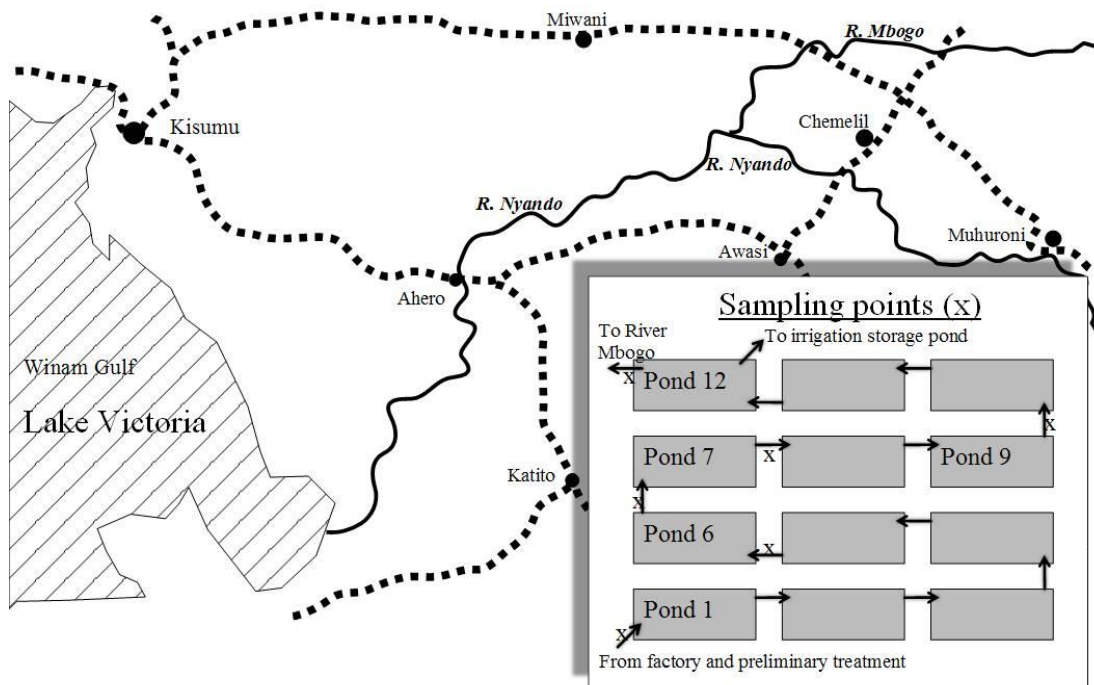 Miwani
R. Mbogo
Kisumu
Chemelil
R. Nyando
R. Nyando
Muhuroni
Awasi
Ahero
Winam Gulf
Lake Victoria
Katito
Sampling points (x)
To River
Mbogo
To irrigation storage pond
x
Pond 12
x
Pond 7
x
Pond 9
x
Pond 6
x
Pond 1
x
From factory and preliminary treatment